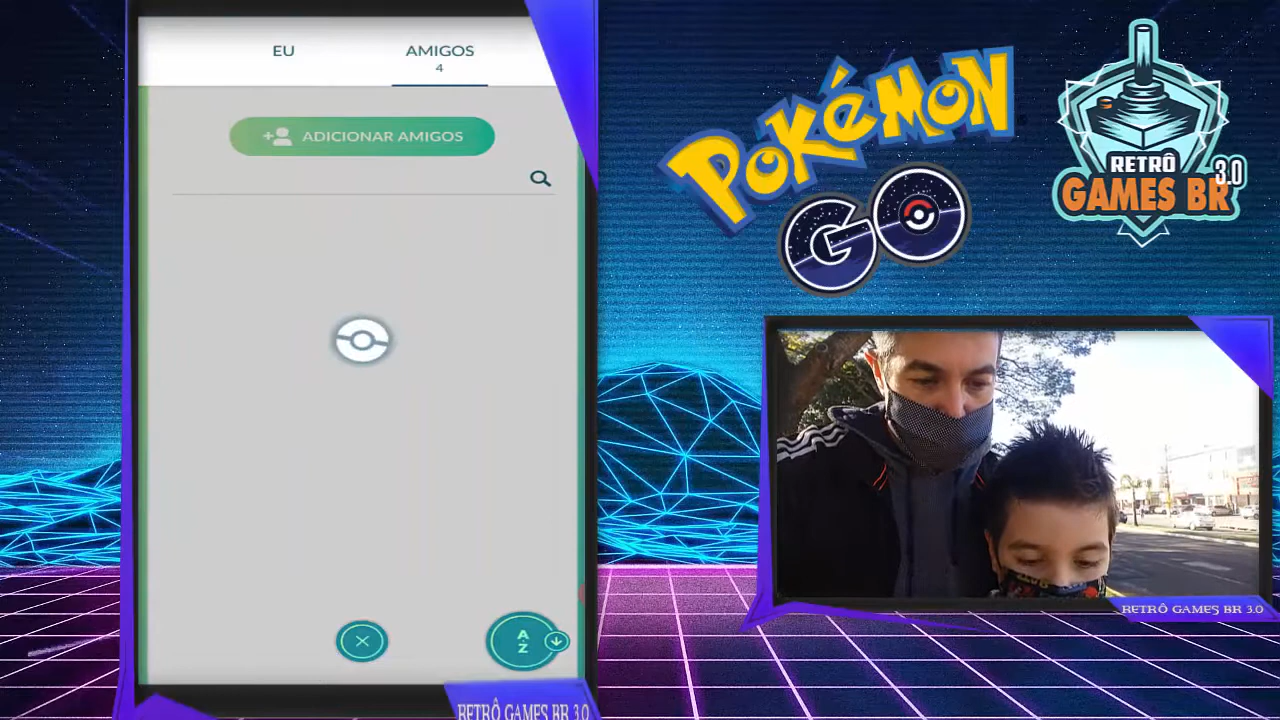 EU
AMIGOS
4
ADICIONAR AMIGOS
A
Z
RETRÔ GAMES BR 3.0
POKéMON
GO
RETRÔ
GAMES BR
3.0
RETRÔ GAMES BR 3.0